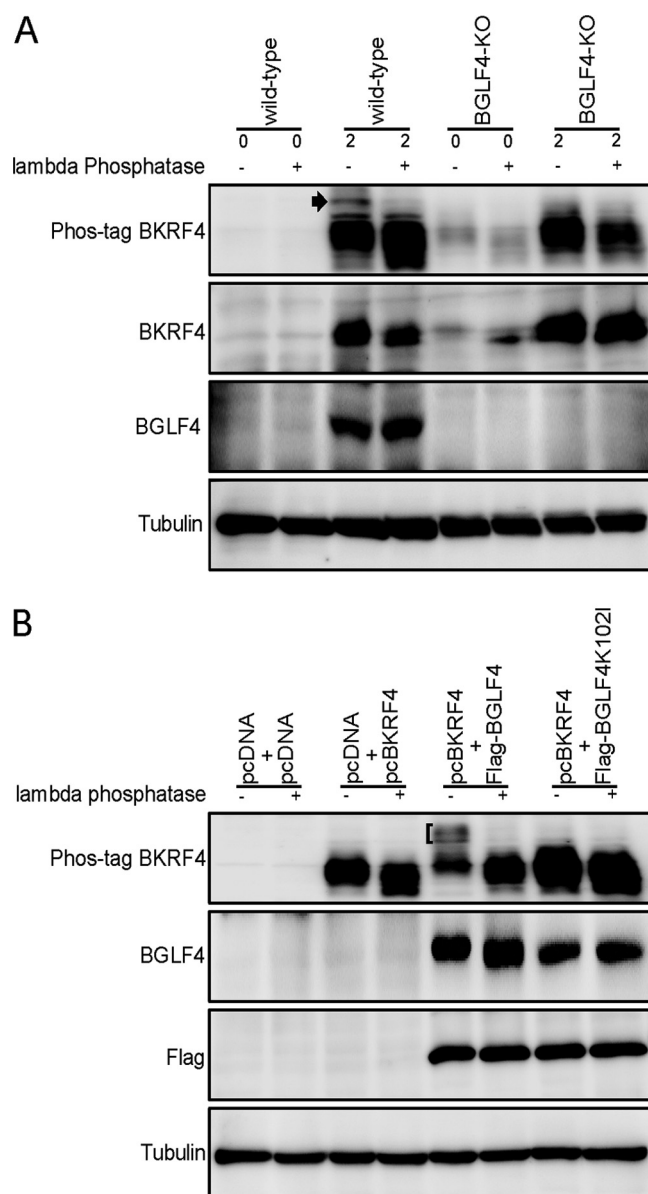 A
wild-type
wild-type
BGLF4-KO
BGLF4-KO
0 0 2 2 0 0 2 2
lambda Phosphatase - + - + - + - +
Phos-tag BKRF4
BKRF4
BGLF4
Tubulin
B
pcDNA + pcDNA
pcDNA + pcBKRF4
pcBKRF4 + Flag-BGLF4
pcBKRF4 + Flag-BGLF4K102I
lambda phosphatase - + - + - + - +
Phos-tag BKRF4
BGLF4
Flag
Tubulin